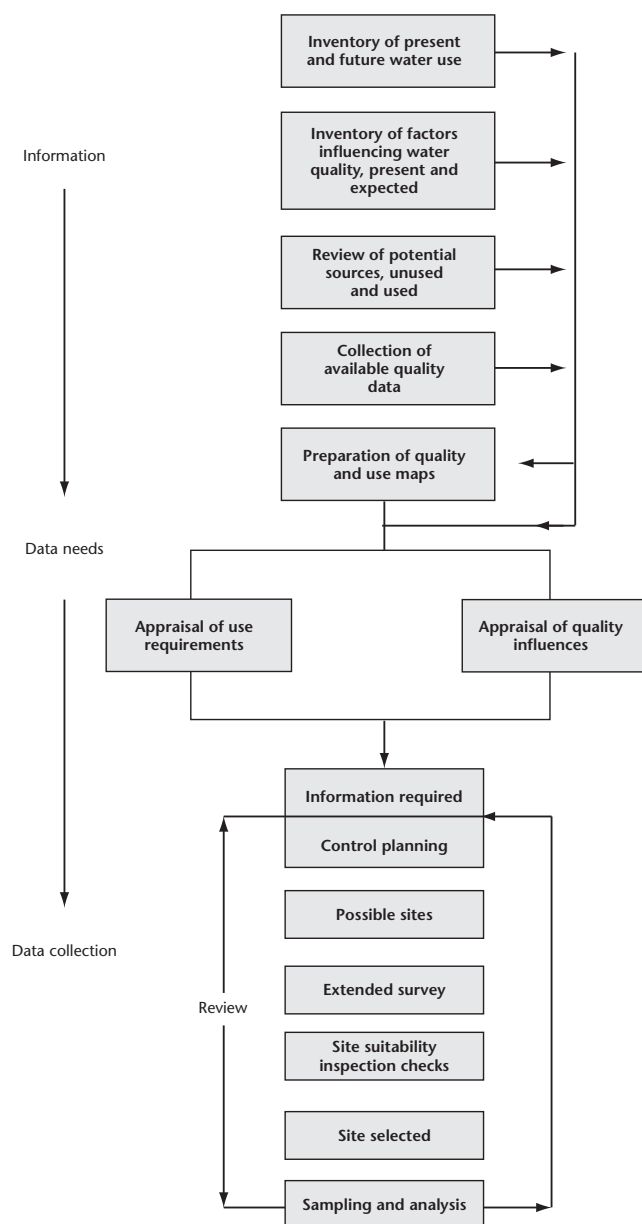 Inventory of present
and future water use
Information
Inventory of factors
influencing water
quality, present and
expected
Review of potential
sources, unused
and used
Collection of
available quality
data
Preparation of quality
and use maps
Data needs
Appraisal of use
requirements
Appraisal of quality
influences
Information required
Control planning
Data collection
Possible sites
Review
Extended survey
Site suitability
inspection checks
Site selected
Sampling and analysis